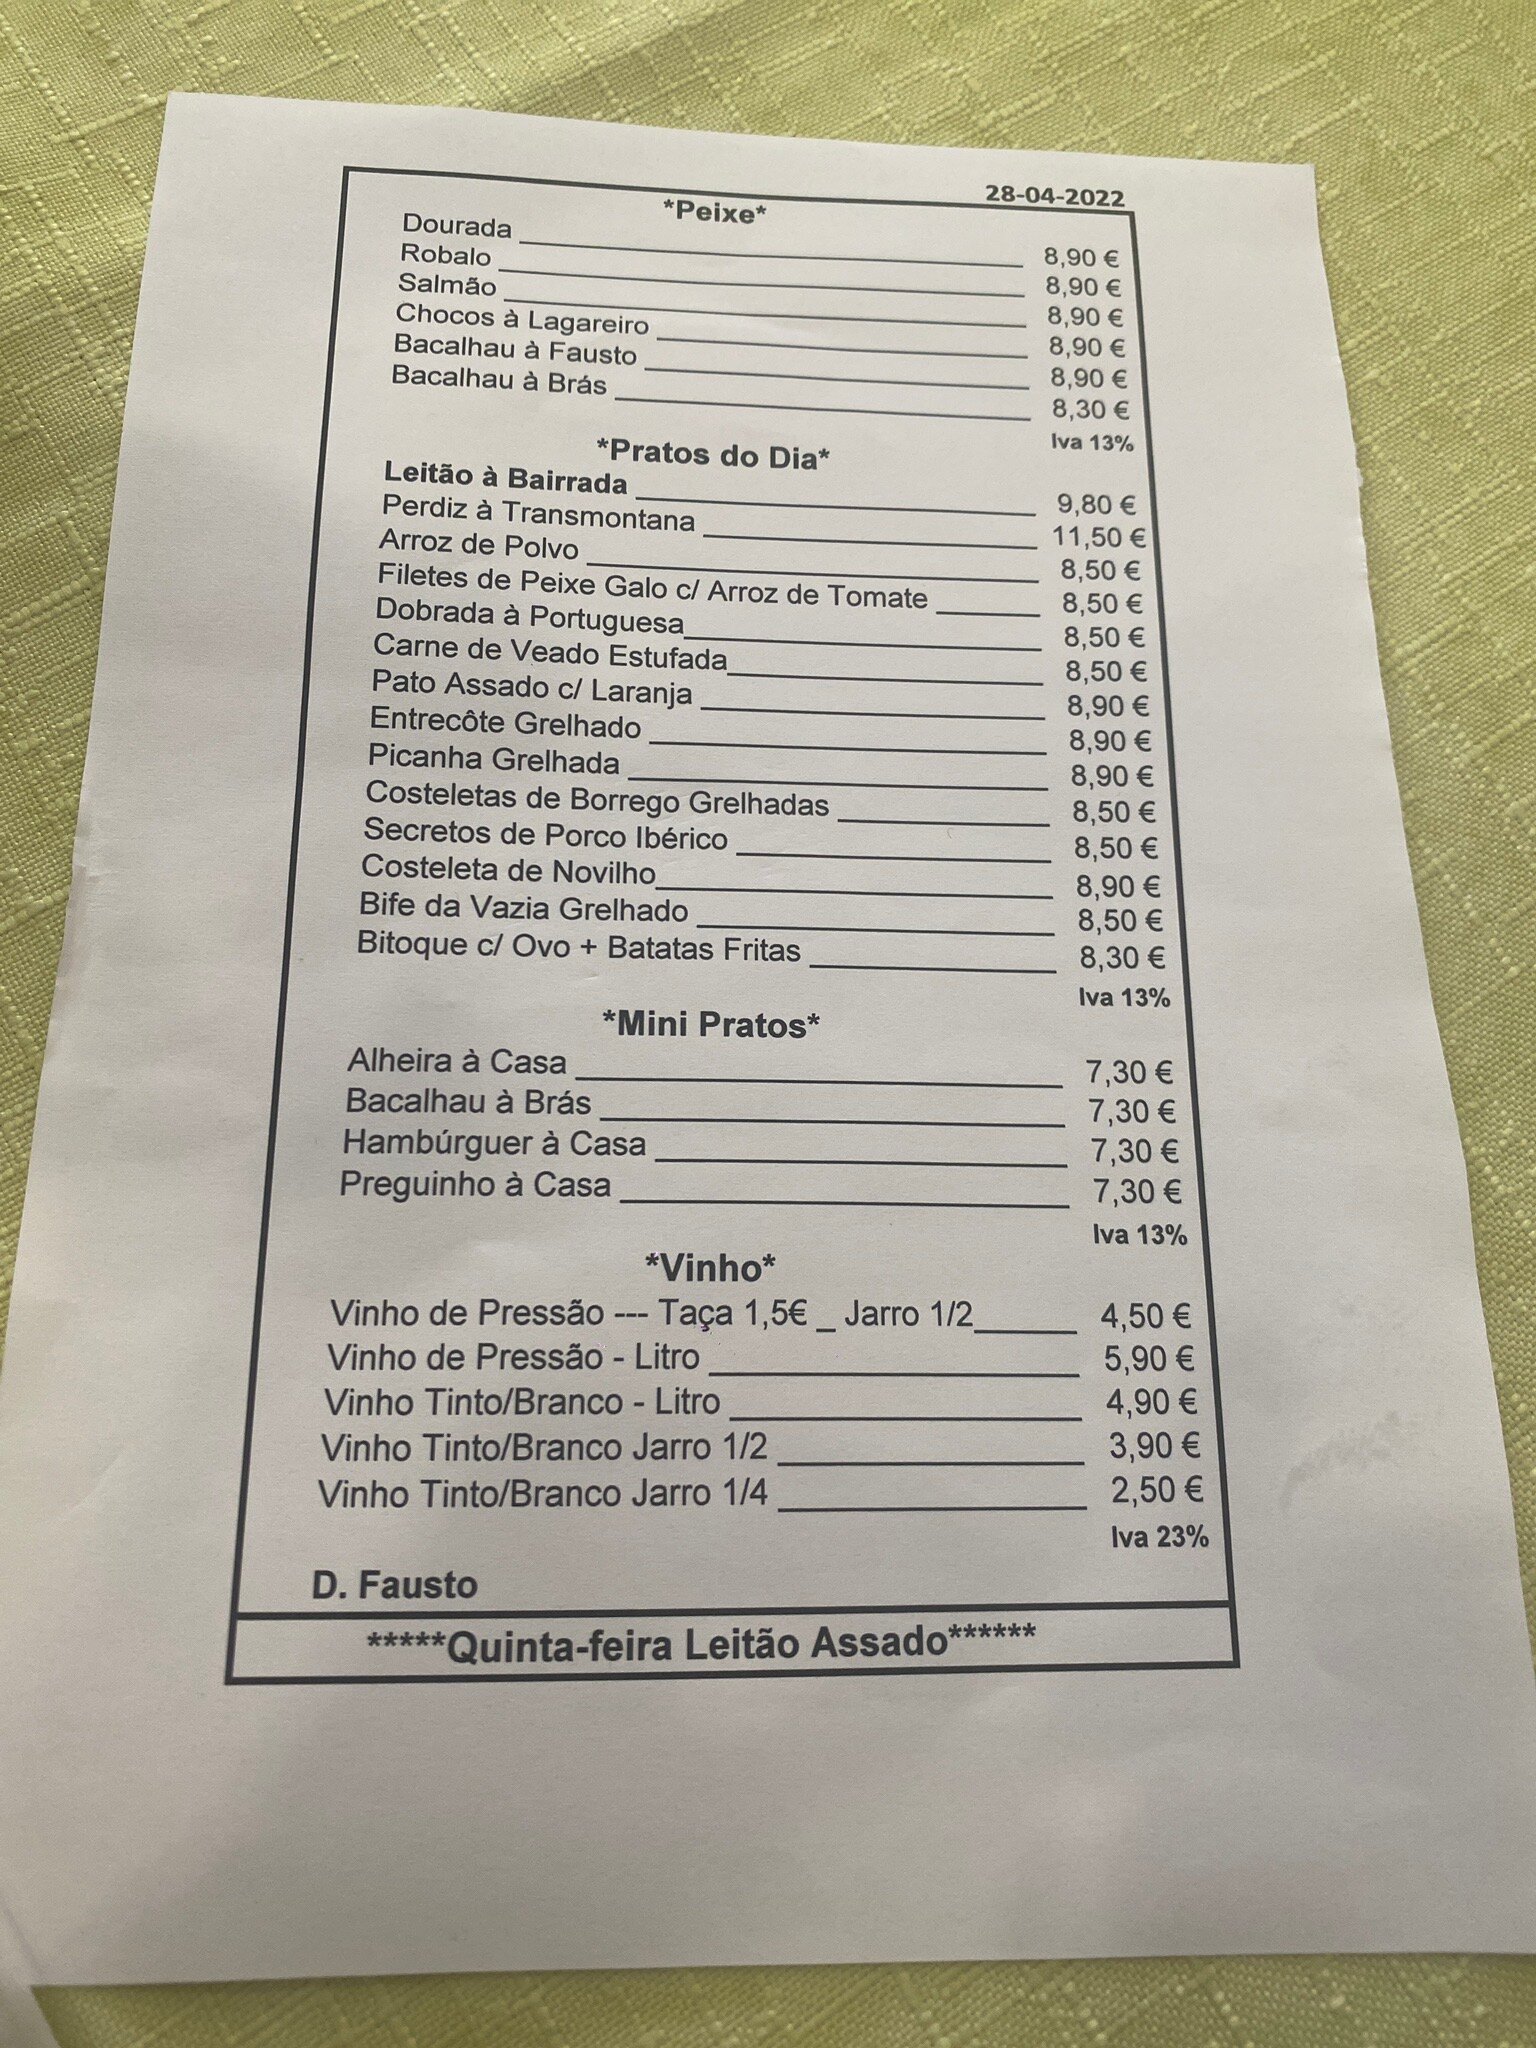 28-04-2022
*Peixe*
Dourada 8,90 €
Robalo 8,90 €
Salmão 8,90 €
Chocos à Lagareiro 8,90 €
Bacalhau à Fausto 8,90 €
Bacalhau à Brás 8,30 €
Iva 13%
*Pratos do Dia*
Leitão à Bairrada 9,80 €
Perdiz à Transmontana 11,50 €
Arroz de Polvo 8,50 €
Filetes de Peixe Galo c/ Arroz de Tomate 8,50 €
Dobrada à Portuguesa 8,50 €
Carne de Veado Estufada 8,50 €
Pato Assado c/ Laranja 8,90 €
Entrecôte Grelhado 8,90 €
Picanha Grelhada 8,90 €
Costeletas de Borrego Grelhadas 8,50 €
Secretos de Porco Ibérico 8,50 €
Costeleta de Novilho 8,90 €
Bife da Vazia Grelhado 8,50 €
Bitoque c/ Ovo + Batatas Fritas 8,30 €
Iva 13%
*Mini Pratos*
Alheira à Casa 7,30 €
Bacalhau à Brás 7,30 €
Hambúrguer à Casa 7,30 €
Preguinho à Casa 7,30 €
Iva 13%
*Vinho*
Vinho de Pressão --- Taça 1,5€ _ Jarro 1/2 4,50 €
Vinho de Pressão - Litro 5,90 €
Vinho Tinto/Branco - Litro 4,90 €
Vinho Tinto/Branco Jarro 1/2 3,90 €
Vinho Tinto/Branco Jarro 1/4 2,50 €
Iva 23%
D. Fausto
*****Quinta-feira Leitão Assado******